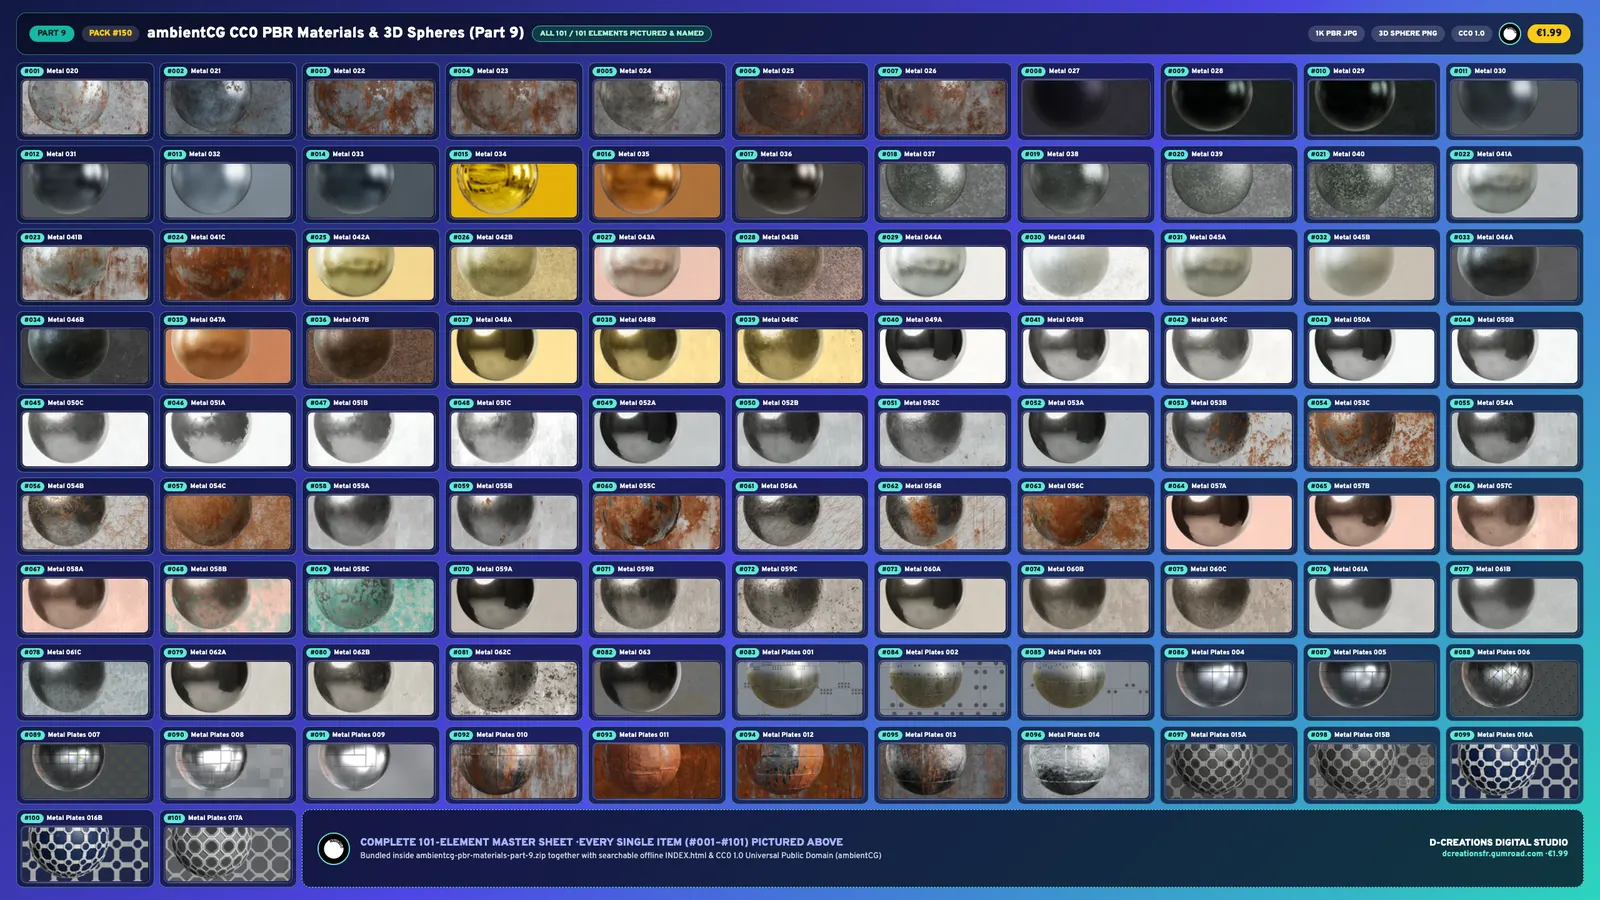 PART 9 PACK #150 ambientCG CC0 PBR Materials & 3D Spheres (Part 9) ALL 101 / 101 ELEMENTS PICTURED & NAMED 1K PBR JPG 3D SPHERE PNG CC0 1.0 €1.99
#001 Metal 020 #002 Metal 021 #003 Metal 022 #004 Metal 023 #005 Metal 024 #006 Metal 025 #007 Metal 026 #008 Metal 027 #009 Metal 028 #010 Metal 029 #011 Metal 030
#012 Metal 031 #013 Metal 032 #014 Metal 033 #015 Metal 034 #016 Metal 035 #017 Metal 036 #018 Metal 037 #019 Metal 038 #020 Metal 039 #021 Metal 040 #022 Metal 041A
#023 Metal 041B #024 Metal 041C #025 Metal 042A #026 Metal 042B #027 Metal 043A #028 Metal 043B #029 Metal 044A #030 Metal 044B #031 Metal 045A #032 Metal 045B #033 Metal 046A
#034 Metal 046B #035 Metal 047A #036 Metal 047B #037 Metal 048A #038 Metal 048B #039 Metal 048C #040 Metal 049A #041 Metal 049B #042 Metal 049C #043 Metal 050A #044 Metal 050B
#045 Metal 050C #046 Metal 051A #047 Metal 051B #048 Metal 051C #049 Metal 052A #050 Metal 052B #051 Metal 052C #052 Metal 053A #053 Metal 053B #054 Metal 053C #055 Metal 054A
#056 Metal 054B #057 Metal 054C #058 Metal 055A #059 Metal 055B #060 Metal 055C #061 Metal 056A #062 Metal 056B #063 Metal 056C #064 Metal 057A #065 Metal 057B #066 Metal 057C
#067 Metal 058A #068 Metal 058B #069 Metal 058C #070 Metal 059A #071 Metal 059B #072 Metal 059C #073 Metal 060A #074 Metal 060B #075 Metal 060C #076 Metal 061A #077 Metal 061B
#078 Metal 061C #079 Metal 062A #080 Metal 062B #081 Metal 062C #082 Metal 063 #083 Metal Plates 001 #084 Metal Plates 002 #085 Metal Plates 003 #086 Metal Plates 004 #087 Metal Plates 005 #088 Metal Plates 006
#089 Metal Plates 007 #090 Metal Plates 008 #091 Metal Plates 009 #092 Metal Plates 010 #093 Metal Plates 011 #094 Metal Plates 012 #095 Metal Plates 013 #096 Metal Plates 014 #097 Metal Plates 015A #098 Metal Plates 015B #099 Metal Plates 016A
#100 Metal Plates 016B #101 Metal Plates 017A
COMPLETE 101-ELEMENT MASTER SHEET · EVERY SINGLE ITEM (#001–#101) PICTURED ABOVE
Bundled inside ambientcg-pbr-materials-part-9.zip together with searchable offline INDEX.html & CC0 1.0 Universal Public Domain (ambientCG)
D-CREATIONS DIGITAL STUDIO
dcreationsfr.gumroad.com · €1.99